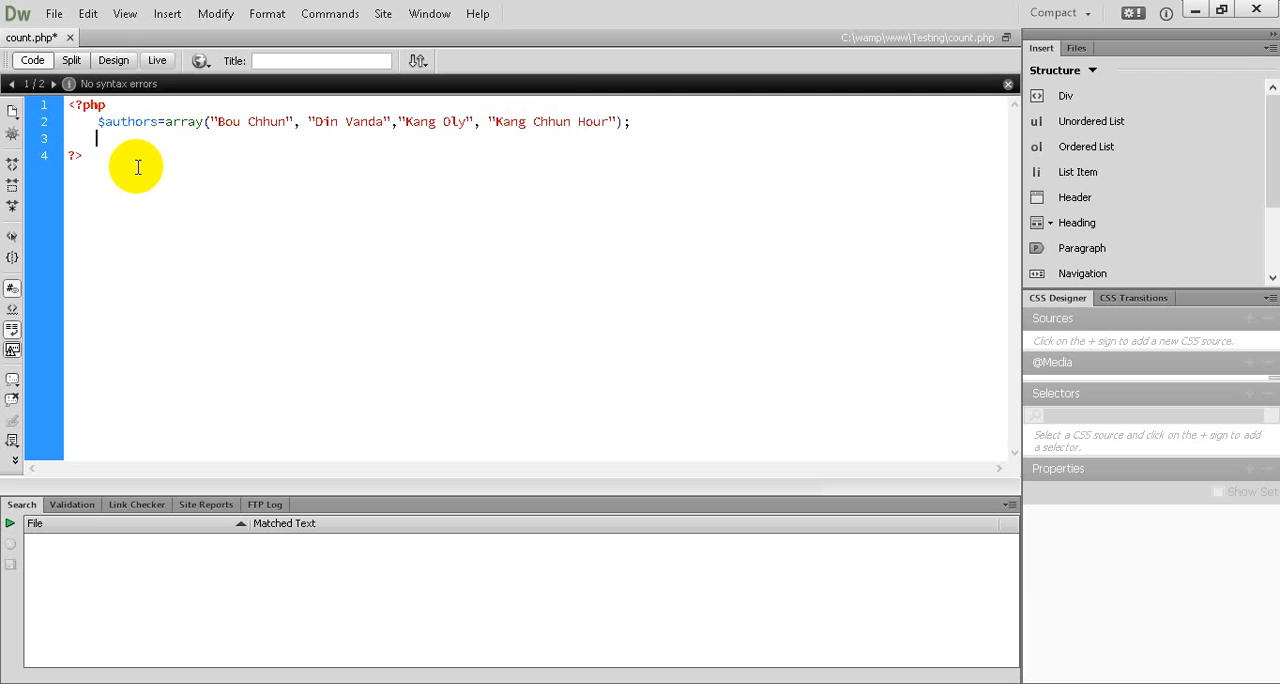 Dw File Edit View Insert Modify Format Commands Site Window Help Compact
count.php* C:\wamp\www\Testing\count.php
Code Split Design Live Title:
1 / 2 No syntax errors
1 <?php
2 $authors=array("Bou Chhun", "Din Vanda","Kang Oly", "Kang Chhun Hour");
3
4 ?>
Insert Files
Structure
Div
ul Unordered List
ol Ordered List
li List Item
Header
Heading
P Paragraph
Navigation
CSS Designer CSS Transitions
Sources
Click on the + sign to add a new CSS source.
@Media
Selectors
Select a CSS source and click on the + sign to add
a selector.
Properties
Show Set
Search Validation Link Checker Site Reports FTP Log
File Matched Text